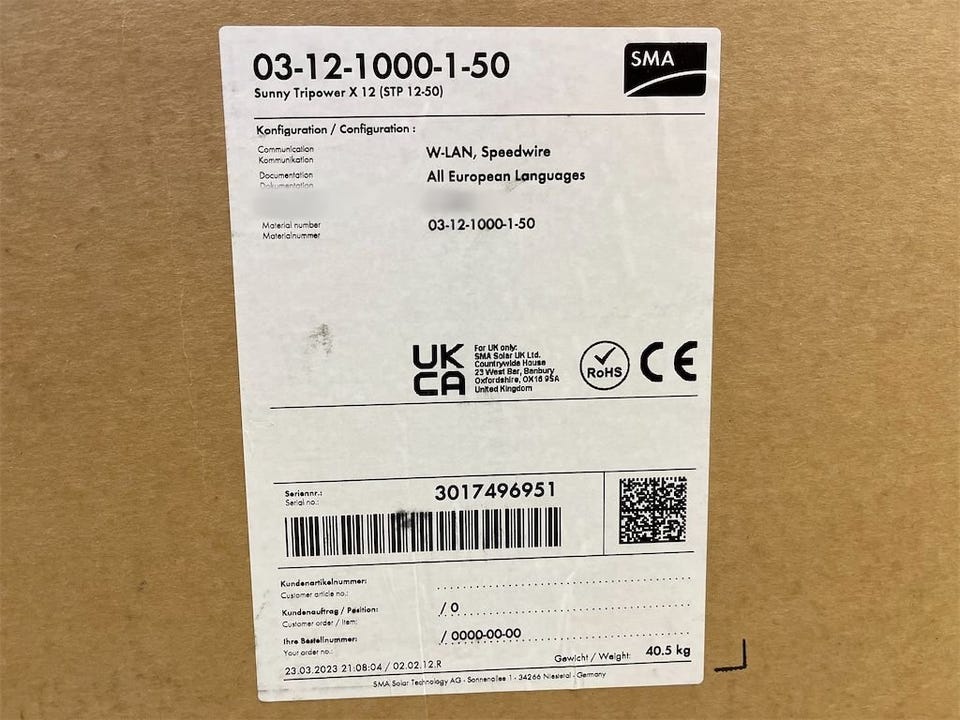 03-12-1000-1-50
SMA
Sunny Tripower X 12 (STP 12-50)
Konfiguration / Configuration :
Communication
Kommunikation
W-LAN, Speedwire
Documentation
Dokumentation
All European Languages
Material number
Materialnummer
03-12-1000-1-50
UK
CA
For UK only:
SMA Solar UK Ltd.
Countrywide House
23 West Bar, Banbury
Oxfordshire, OX16 9SA
United Kingdom
RoHS
CE
Seriennr.:
Serial no.:
3017496951
Kundenartikelnummer:
Customer article no.:
Kundenauftrag / Position:
Customer order / Item:
/ 0
Ihre Bestellnummer:
Your order no.:
/ 0000-00-00
23.03.2023 21:08:04 / 02.02.12.R
Gewicht / Weight: 40.5 kg
SMA Solar Technology AG - Sonnenallee 1 - 34266 Niestetal - Germany